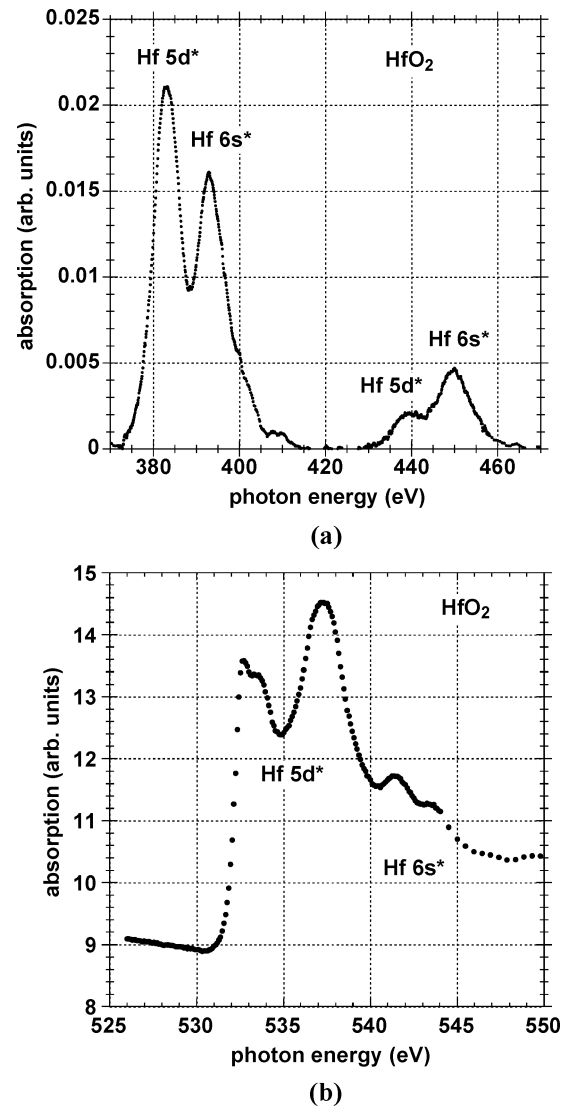 0.025
Hf 5d*
HfO2
0.02
Hf 6s*
0.015
absorption (arb. units)
0.01
Hf 6s*
0.005
Hf 5d*
0
380 400 420 440 460
photon energy (eV)
(a)
15
HfO2
14
13
absorption (arb. units)
12
Hf 5d*
11
Hf 6s*
10
9
8
525 530 535 540 545 550
photon energy (eV)
(b)